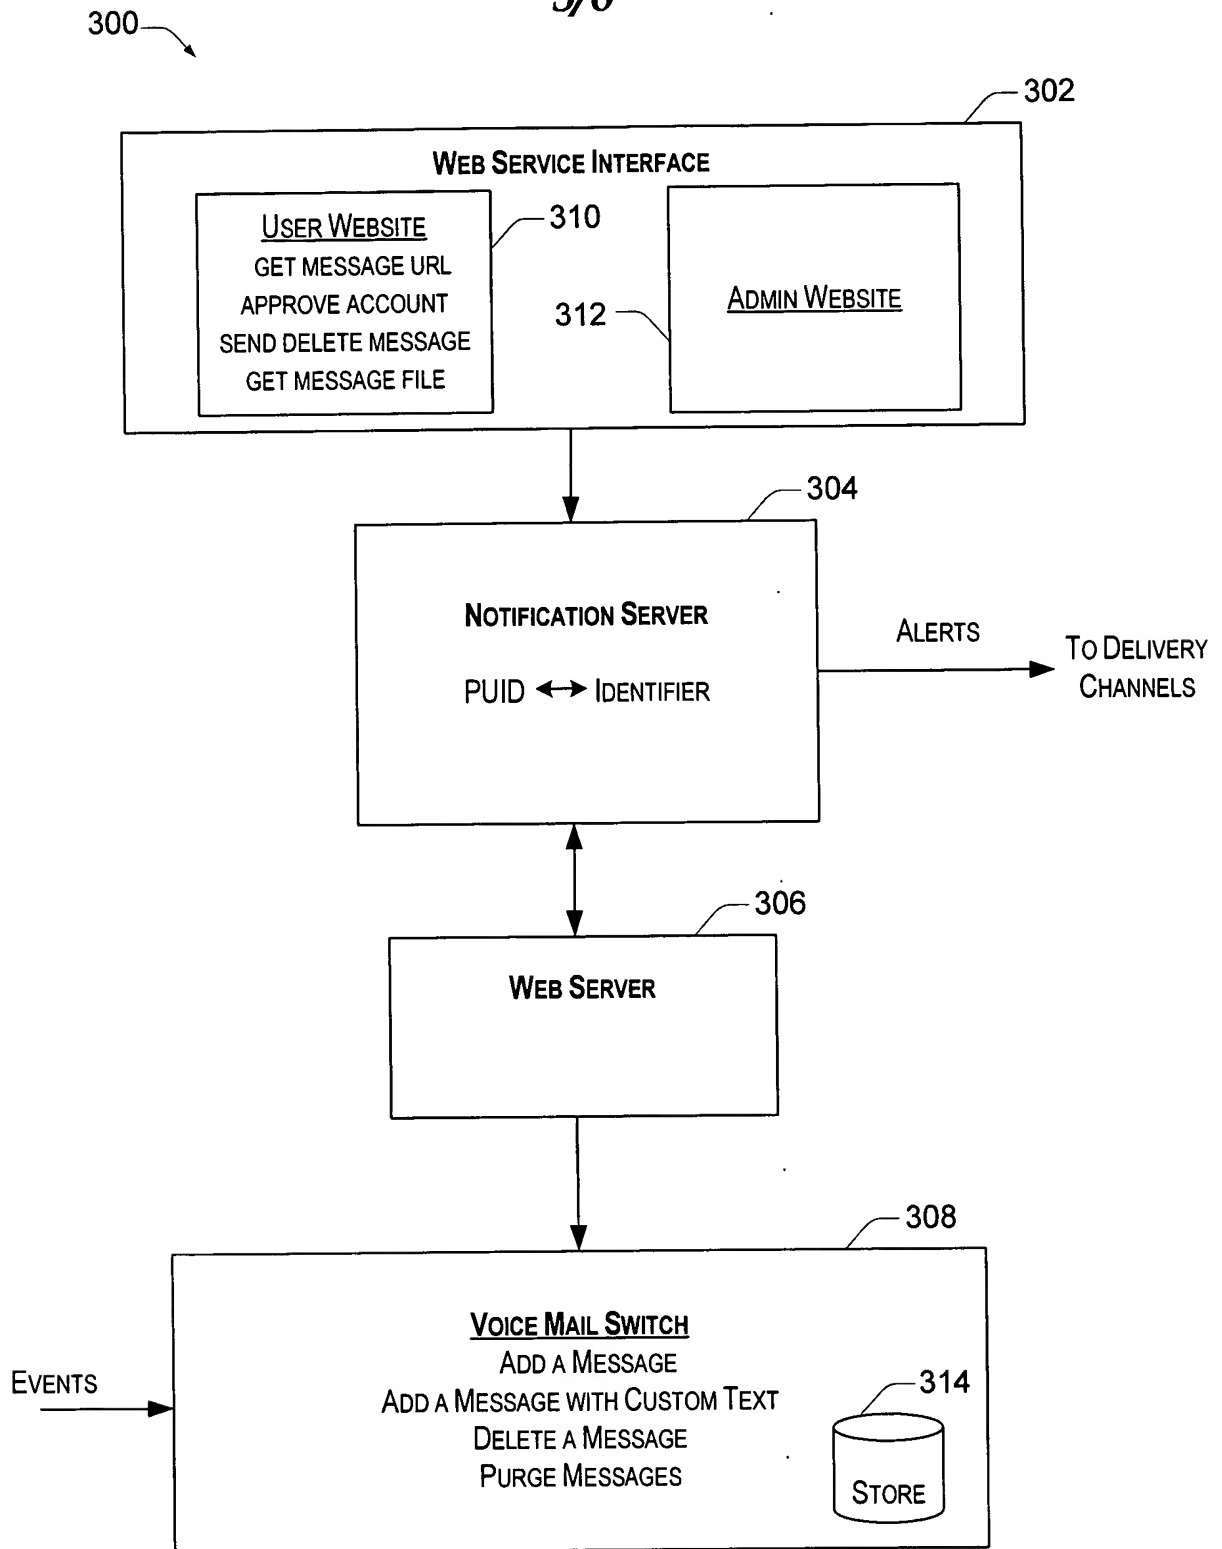 300
302
WEB SERVICE INTERFACE
USER WEBSITE
310
GET MESSAGE URL
APPROVE ACCOUNT
SEND DELETE MESSAGE
GET MESSAGE FILE
312
ADMIN WEBSITE
304
NOTIFICATION SERVER
PUID ↔ IDENTIFIER
ALERTS
TO DELIVERY
CHANNELS
306
WEB SERVER
308
VOICE MAIL SWITCH
ADD A MESSAGE
ADD A MESSAGE WITH CUSTOM TEXT
DELETE A MESSAGE
PURGE MESSAGES
EVENTS
314
STORE